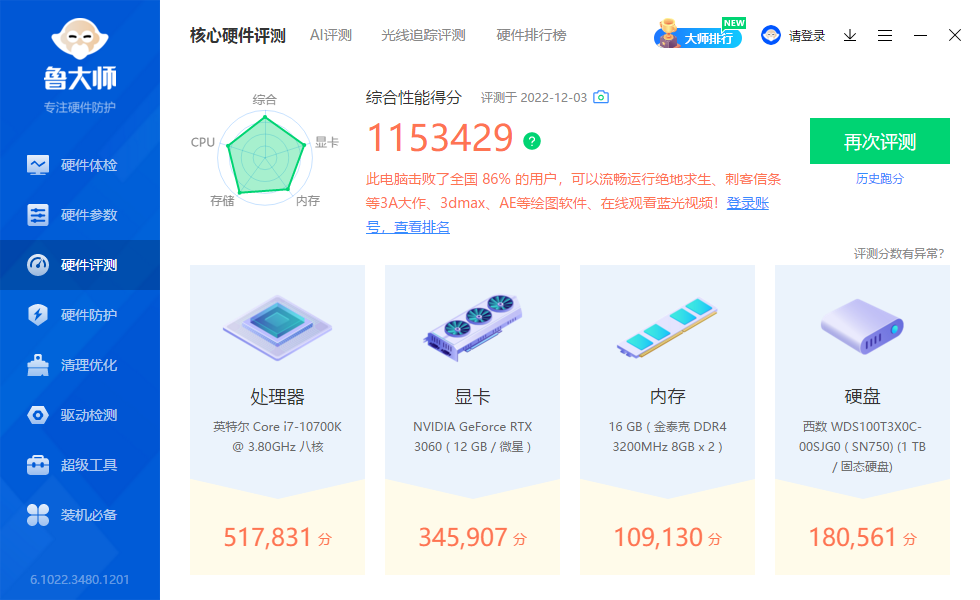 鲁大师
专注硬件防护
硬件体检
硬件参数
硬件评测
硬件防护
清理优化
驱动检测
超级工具
装机必备
6.1022.3480.1201
核心硬件评测
AI评测
光线追踪评测
硬件排行榜
大师排行
NEW
请登录
综合
CPU
显卡
存储
内存
综合性能得分
评测于 2022-12-03
1153429
?
此电脑击败了全国 86% 的用户，可以流畅运行绝地求生、刺客信条
等3A大作、3dmax、AE等绘图软件、在线观看蓝光视频！登录账
号，查看排名
再次评测
历史跑分
评测分数有异常?
处理器
英特尔 Core i7-10700K
@ 3.80GHz 八核
517,831 分
显卡
NVIDIA GeForce RTX
3060 ( 12 GB / 微星 )
345,907 分
内存
16 GB ( 金泰克 DDR4
3200MHz 8GB x 2 )
109,130 分
硬盘
西数 WDS100T3X0C-
00SJG0 ( SN750) (1 TB
/ 固态硬盘)
180,561 分